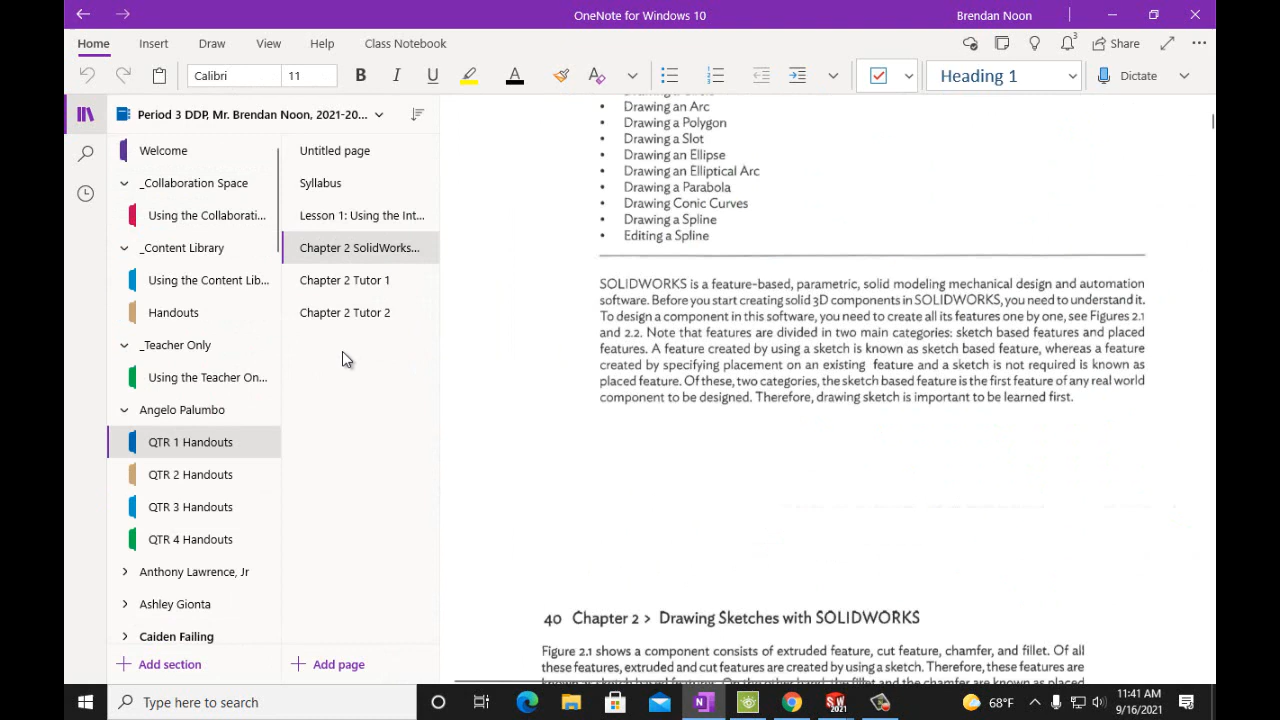 OneNote for Windows 10
Brendan Noon
Home
Insert
Draw
View
Help
Class Notebook
3
Share
Calibri
11
B
I
U
A
A
Heading 1
Dictate
Period 3 DDP, Mr. Brendan Noon, 2021-20...
Welcome
_Collaboration Space
Using the Collaborati...
_Content Library
Using the Content Lib...
Handouts
_Teacher Only
Using the Teacher On...
Angelo Palumbo
QTR 1 Handouts
QTR 2 Handouts
QTR 3 Handouts
QTR 4 Handouts
Anthony Lawrence, Jr
Ashley Gionta
Caiden Failing
Add section
Untitled page
Syllabus
Lesson 1: Using the Int...
Chapter 2 SolidWorks...
Chapter 2 Tutor 1
Chapter 2 Tutor 2
Add page
• Drawing an Arc
• Drawing a Polygon
• Drawing a Slot
• Drawing an Ellipse
• Drawing an Elliptical Arc
• Drawing a Parabola
• Drawing Conic Curves
• Drawing a Spline
• Editing a Spline
SOLIDWORKS is a feature-based, parametric, solid modeling mechanical design and automation
software. Before you start creating solid 3D components in SOLIDWORKS, you need to understand it.
To design a component in this software, you need to create all its features one by one, see Figures 2.1
and 2.2. Note that features are divided in two main categories: sketch based features and placed
features. A feature created by using a sketch is known as sketch based feature, whereas a feature
created by specifying placement on an existing feature and a sketch is not required is known as
placed feature. Of these, two categories, the sketch based feature is the first feature of any real world
component to be designed. Therefore, drawing sketch is important to be learned first.
40 Chapter 2 > Drawing Sketches with SOLIDWORKS
Figure 2.1 shows a component consists of extruded feature, cut feature, chamfer, and fillet. Of all
these features, extruded and cut features are created by using a sketch. Therefore, these features are
Type here to search
SW
2021
68°F
11:41 AM
9/16/2021